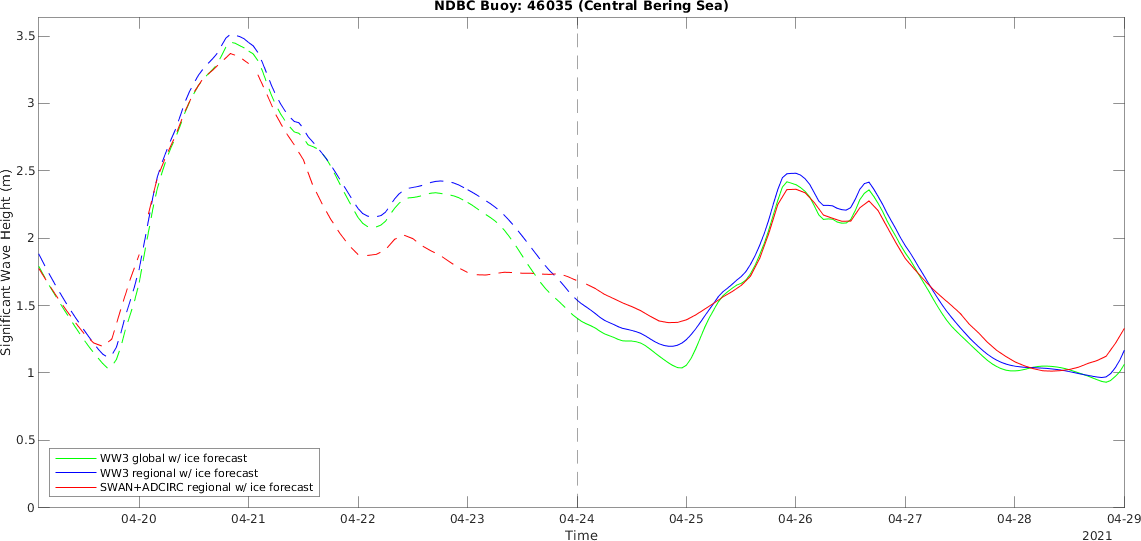 NDBC Buoy: 46035 (Central Bering Sea)
3.5
3
2.5
2
1.5
1
0.5
0
Significant Wave Height (m)
WW3 global w/ ice forecast
WW3 regional w/ ice forecast
SWAN+ADCIRC regional w/ ice forecast
04-20 04-21 04-22 04-23 04-24 04-25 04-26 04-27 04-28 04-29
Time
2021